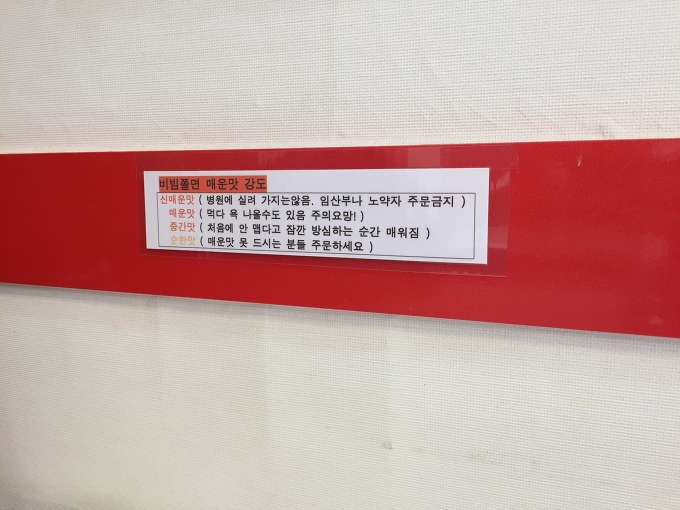 비빔쫄면 매운맛 강도
신매운맛 ( 병원에 실려 가지는않음. 임산부나 노약자 주문금지 )
매운맛 ( 먹다 욕 나올수도 있음 주의요망! )
중간맛 ( 처음에 안 맵다고 잠깐 방심하는 순간 매워짐 )
순한맛 ( 매운맛 못 드시는 분들 주문하세요 )